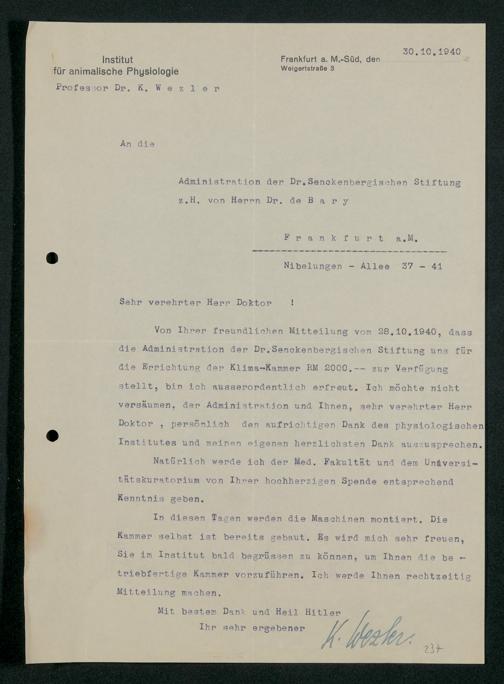 30.10.1940
Institut
für animalische Physiologie
Frankfurt a. M.-Süd, den
Weigertstraße 3
Professor Dr. K. W e z l e r
An die
Administration der Dr.Senckenbergischen Stiftung
z.H. von Herrn Dr. de B a r y
F r a n k f u r t a.M.
Nibelungen - Allee 37 - 41
Sehr verehrter Herr Doktor !
Von Ihrer freundlichen Mitteilung vom 28.10.1940, dass
die Administration der Dr.Senckenbergischen Stiftung uns für
die Errichtung der Klima-Kammer RM 2000.-- zur Verfügung
stellt, bin ich ausserordentlich erfreut. Ich möchte nicht
versäumen, der Administration und Ihnen, sehr verehrter Herr
Doktor , persönlich den aufrichtigen Dank des physiologischen
Institutes und meinen eigenen herzlichsten Dank auszusprechen.
Natürlich werde ich der Med. Fakultät und dem Universi-
tätskuratorium von Ihrer hochherzigen Spende entsprechend
Kenntnis geben.
In diesen Tagen werden die Maschinen montiert. Die
Kammer selbst ist bereits gebaut. Es wird mich sehr freuen,
Sie im Institut bald begrüssen zu können, um Ihnen die be -
triebfertige Kammer vorzuführen. Ich werde Ihnen rechtzeitig
Mitteilung machen.
Mit bestem Dank und Heil Hitler
Ihr sehr ergebener
K. Wezler.